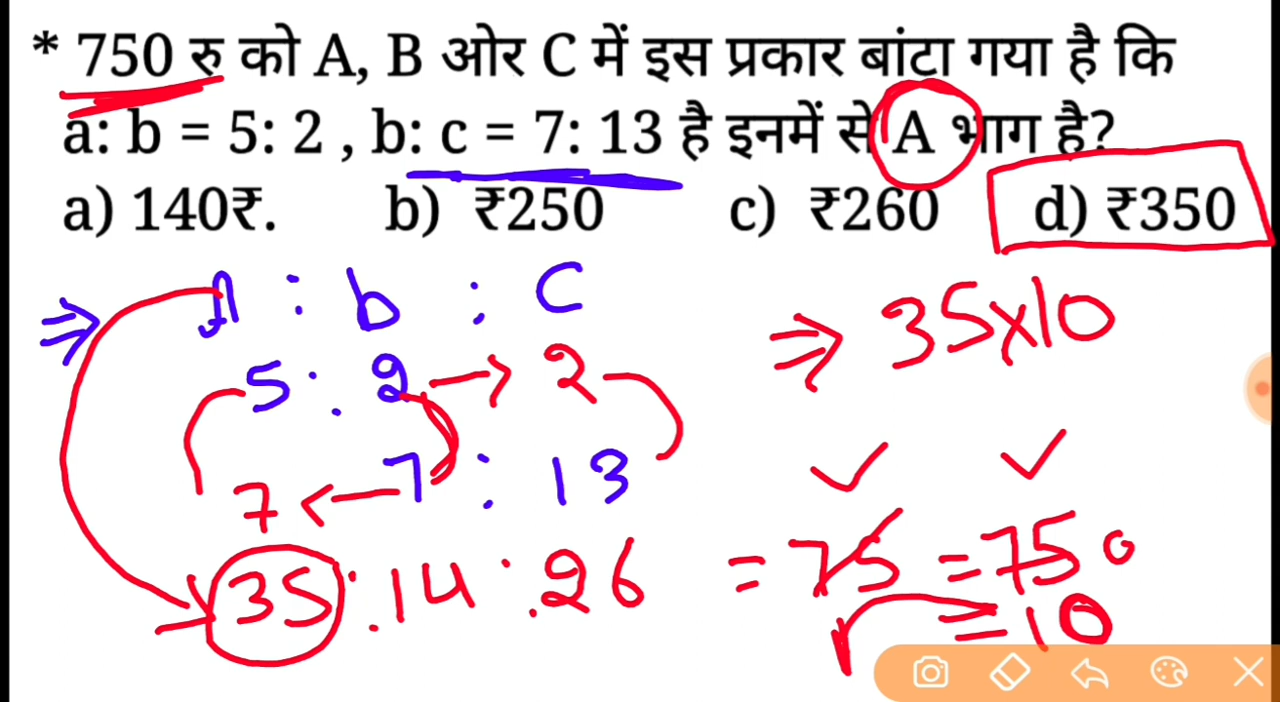 * 750 रु को A, B ओर C में इस प्रकार बांटा गया है कि
a: b = 5: 2 , b: c = 7: 13 है इनमें से A भाग है?
a) 140₹. b) ₹250 c) ₹260 d) ₹350
⇒ A : b : C
5 : 2 → 2
7 ← 7 : 13
35 : 14 : 26 = 75 = 750
= 10
⇒ 35×10